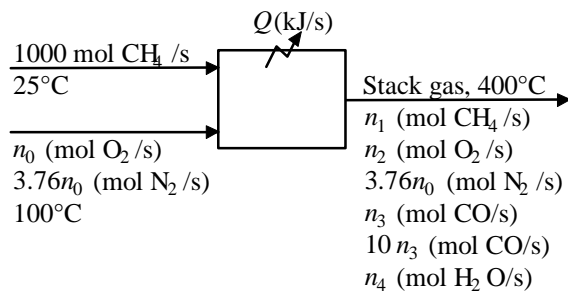 Q(kJ/s)
1000 mol CH4 /s
25°C
n0 (mol O2 /s)
3.76n0 (mol N2 /s)
100°C
Stack gas, 400°C
n1 (mol CH4 /s)
n2 (mol O2 /s)
3.76n0 (mol N2 /s)
n3 (mol CO/s)
10 n3 (mol CO/s)
n4 (mol H2 O/s)